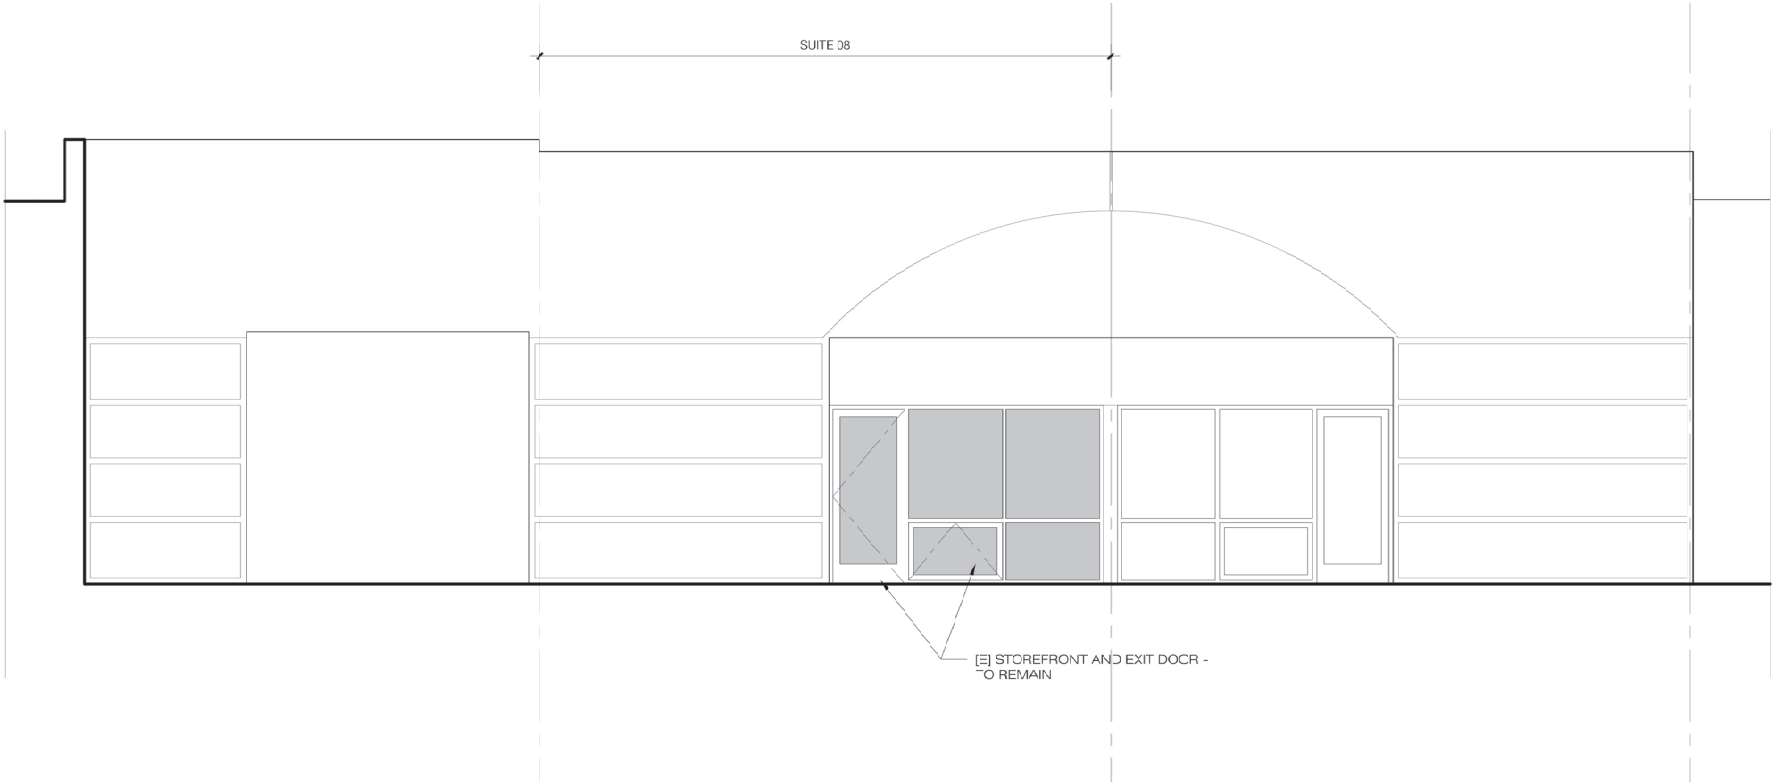 SUITE 08
[E] STOREFRONT AND EXIT DOOR -
TO REMAIN